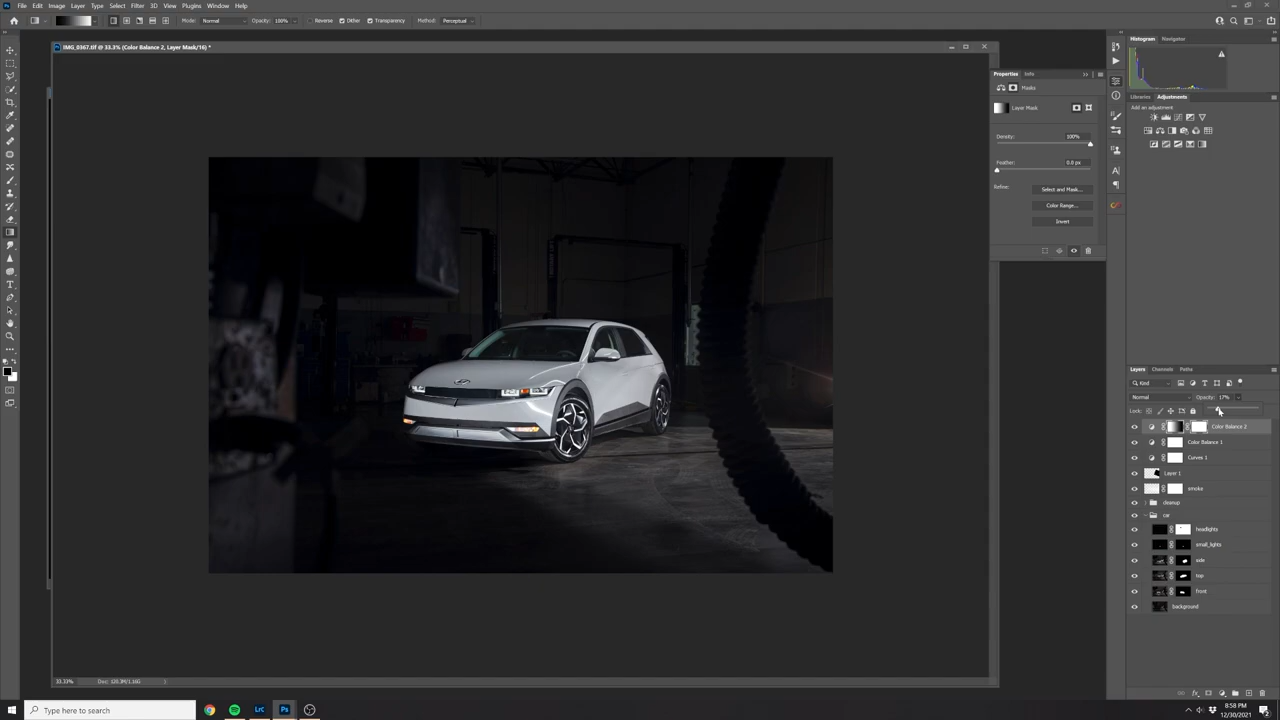 File Edit Image Layer Type Select Filter 3D View Plugins Window Help
Mode: Normal Opacity: 100% Reverse Dither Transparency Method: Perceptual
IMG_0367.tif @ 33.3% (Color Balance 2, Layer Mask/16) *
Histogram Navigator
Properties Info
Masks
Layer Mask
Density: 100%
Feather: 0.0 px
Refine: Select and Mask...
Color Range...
Invert
Libraries Adjustments
Add an adjustment
Layers Channels Paths
Kind
Normal Opacity: 17%
Lock:
Color Balance 2
Color Balance 1
Curves 1
Layer 1
smoke
cleanup
car
headlights
small_lights
side
top
front
background
33.33% Doc: 120.3M/1.16G
Type here to search
Lrc
Ps
8:58 PM
12/30/2021